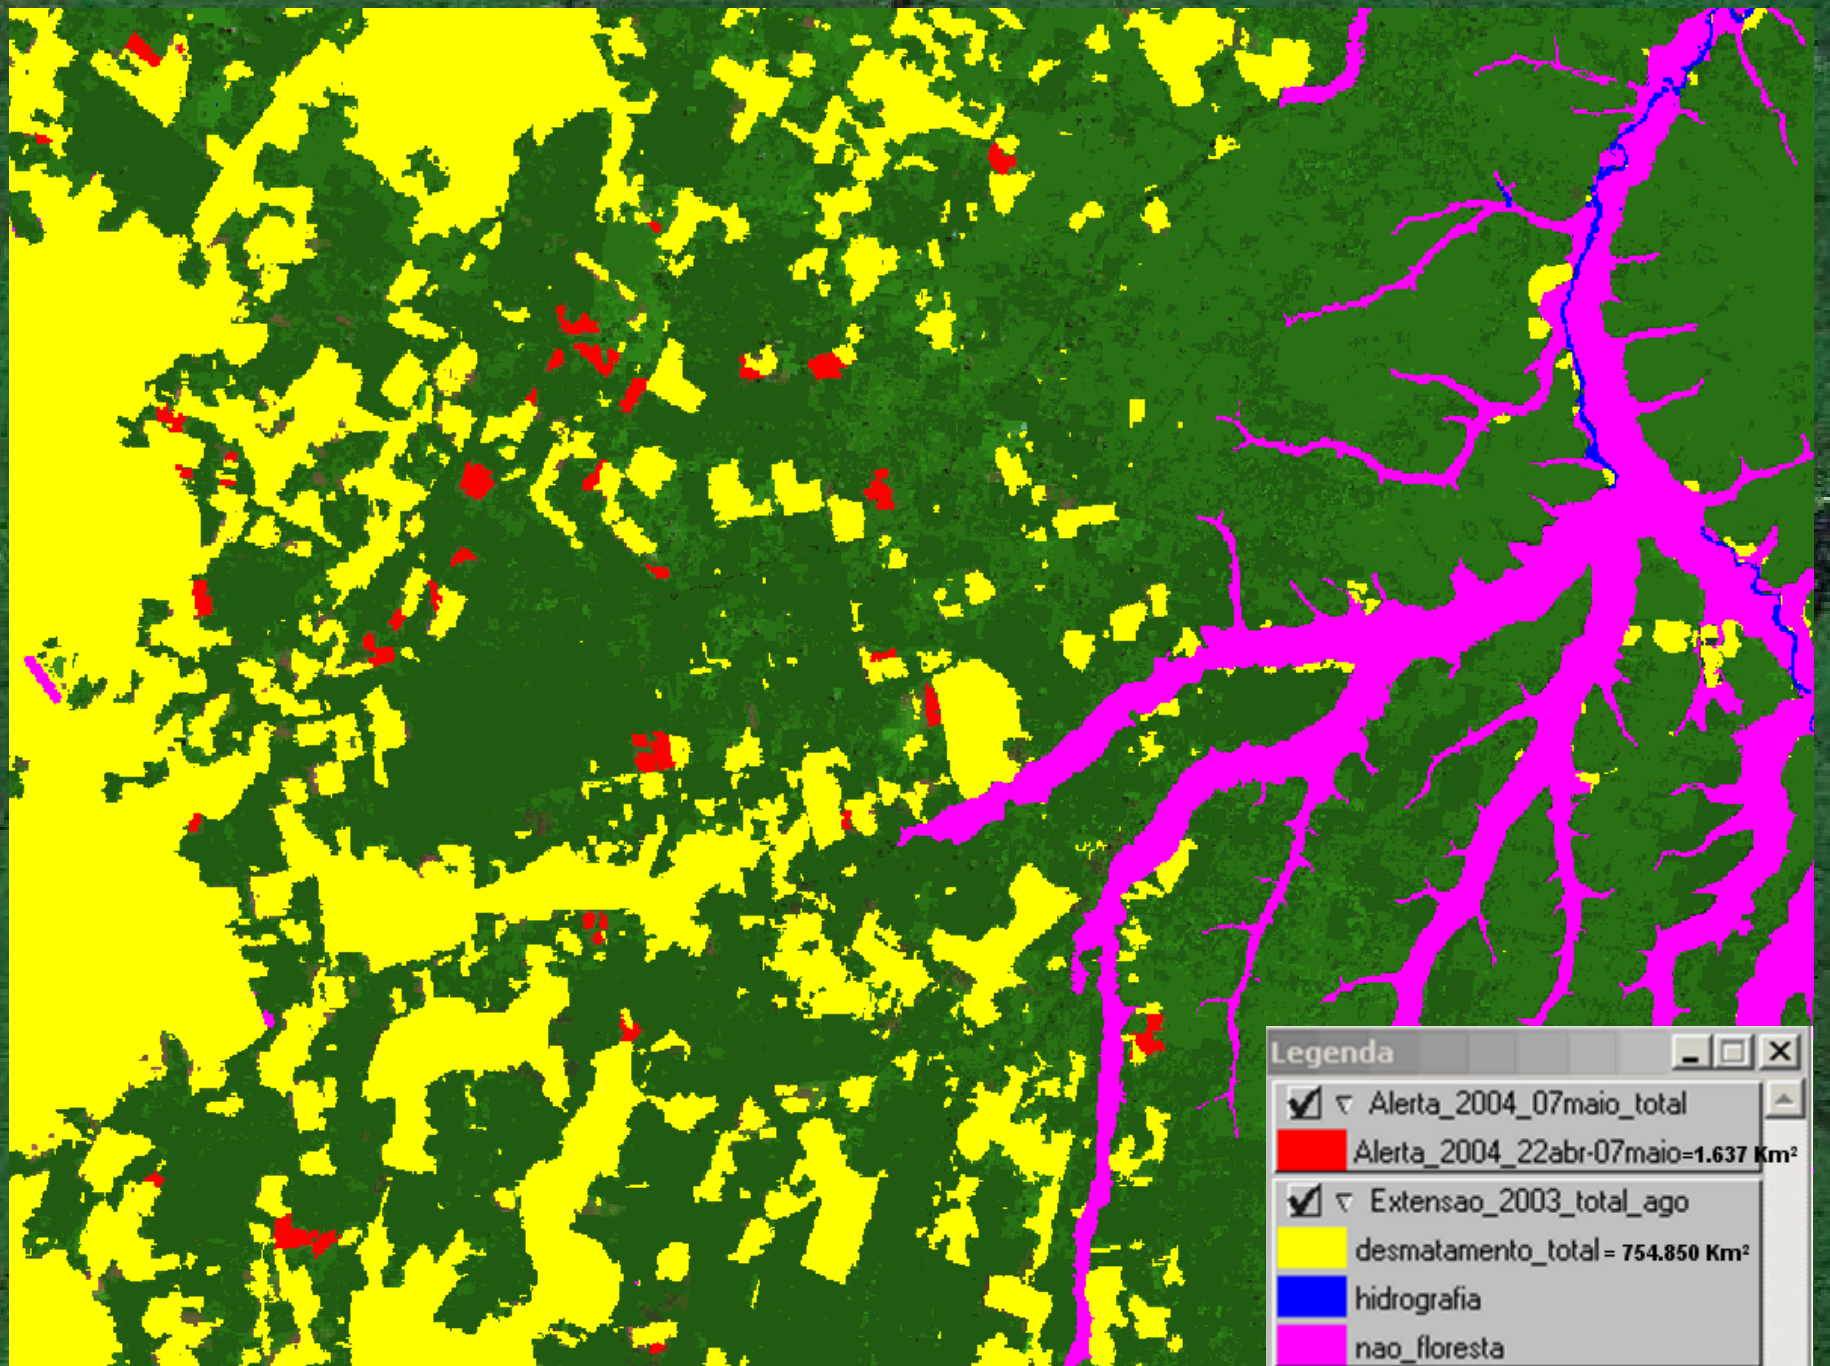 Legenda
Alerta_2004_07maio_total
Alerta_2004_22abr-07maio=1.637 Km²
Extensao_2003_total_ago
desmatamento_total = 754.850 Km²
hidrografia
nao_floresta